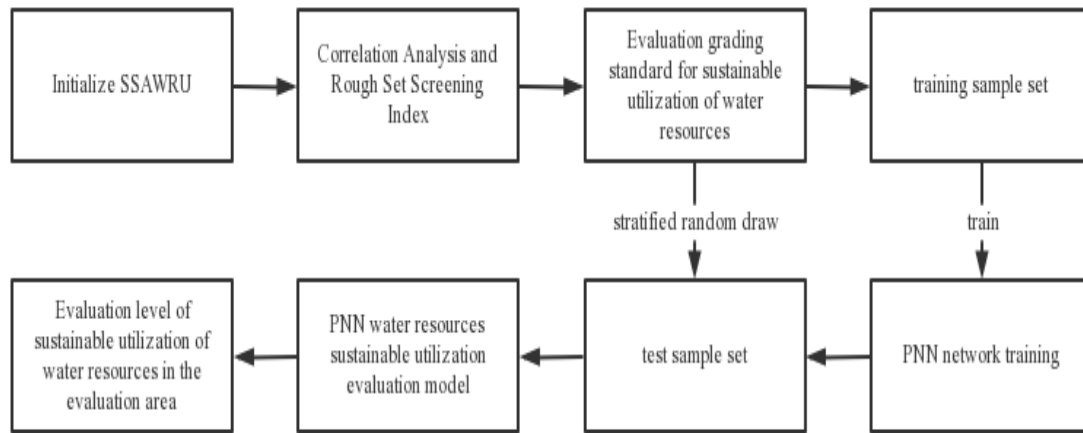 Initialize SSAWRU
Correlation Analysis and
Rough Set Screening
Index
Evaluation grading
standard for sustainable
utilization of water
resources
training sample set
stratified random draw
train
Evaluation level of
sustainable utilization of
water resources in the
evaluation area
PNN water resources
sustainable utilization
evaluation model
test sample set
PNN network training